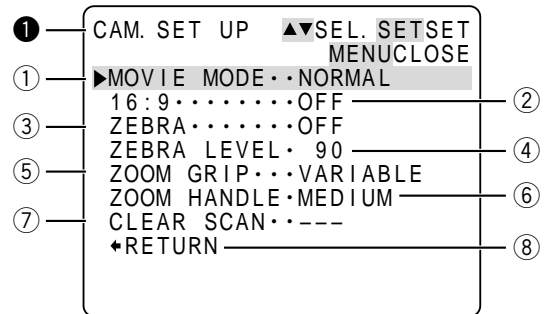 ❶ CAM. SET UP ▲▼SEL. SETSET
MENUCLOSE
① ▶MOVIE MODE··NORMAL
16:9········OFF ②
③ ZEBRA·······OFF
ZEBRA LEVEL· 90 ④
⑤ ZOOM GRIP···VARIABLE
ZOOM HANDLE·MEDIUM ⑥
⑦ CLEAR SCAN··---
🠈RETURN ⑧